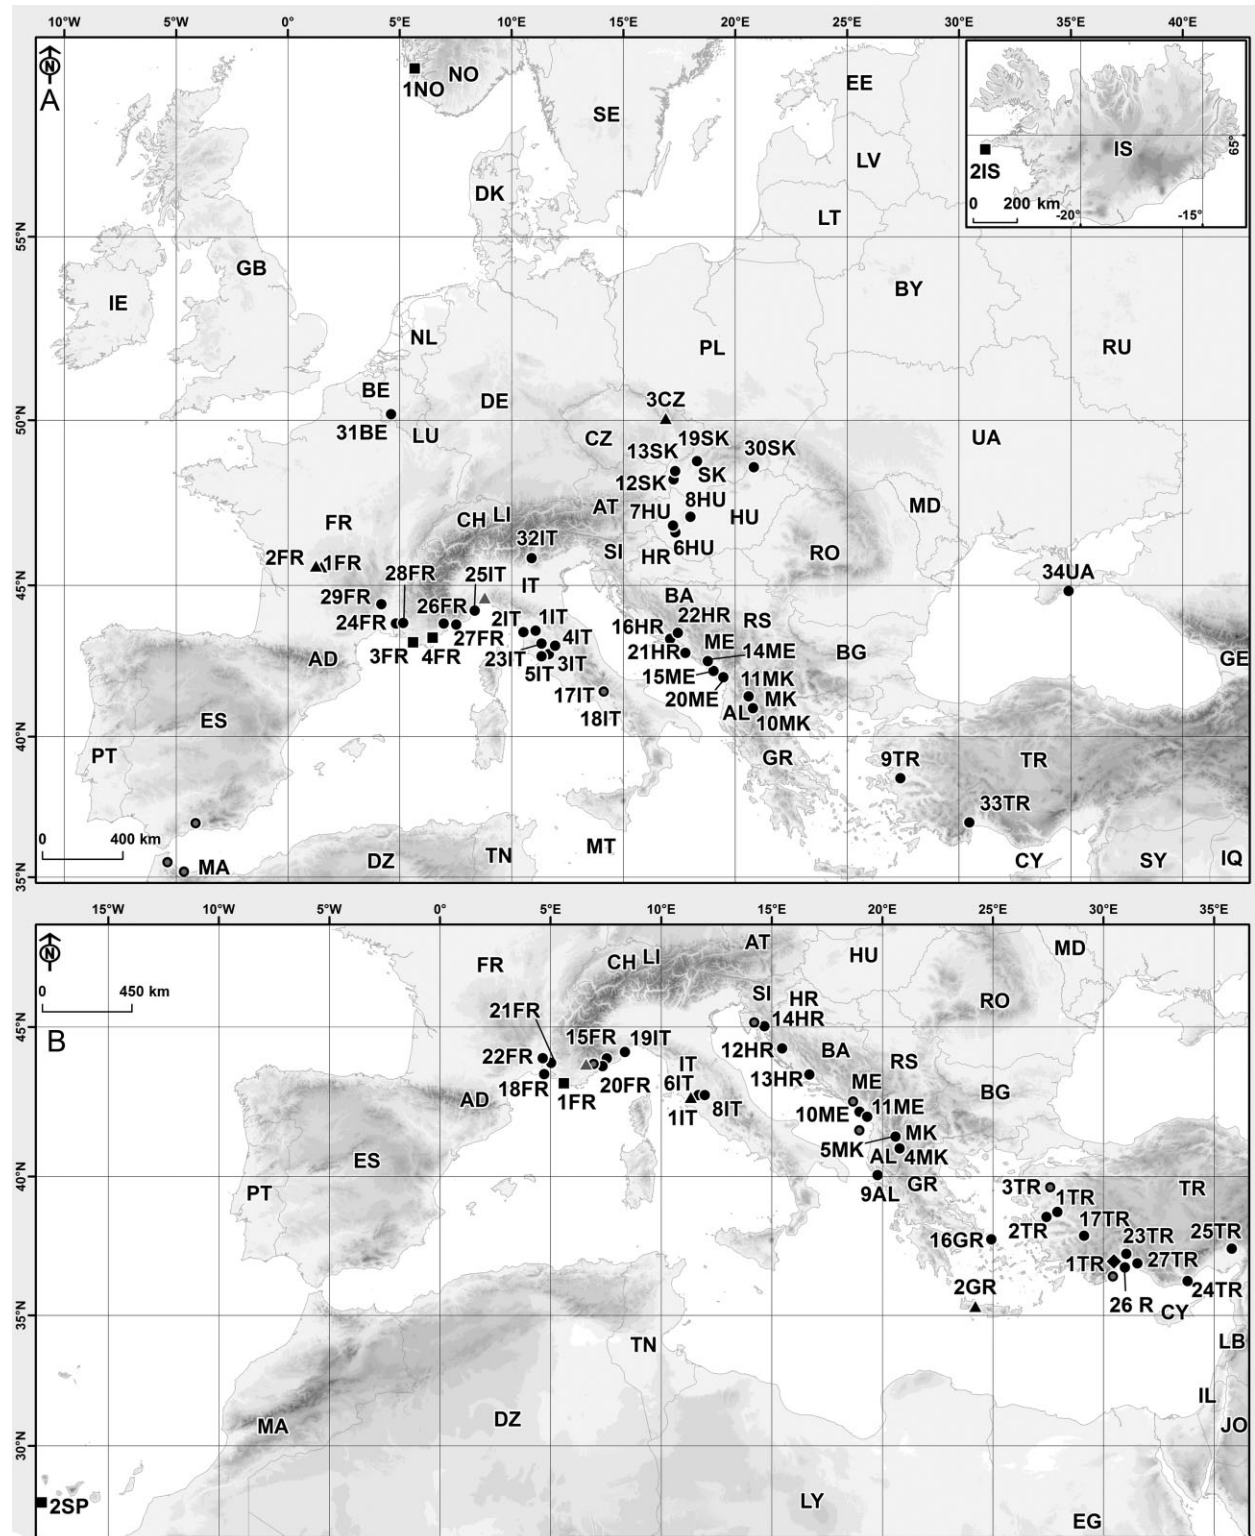 10°W 5°W 0° 5°E 10°E 15°E 20°E 25°E 30°E 35°E 40°E
N
A
1NO NO
SE
EE
LV
LT
DK
IS
65°
2IS
0 200 km
-20° -15°
55°N
GB
IE
BY
NL
PL
RU
BE
31BE
DE
3CZ
50°N
LU
CZ
13SK 19SK
30SK
UA
SK
12SK
8HU
7HU
HU
MD
FR
CH LI
AT
6HU
SI
HR
RO
2FR 1FR
28FR
25IT
32IT
IT
34UA
45°N
29FR
26FR
2IT 1IT
BA
22HR
RS
24FR
16HR
ME
27FR
4IT
21HR
14ME
BG
AD
3FR 4FR
23IT
3IT
5IT
15ME
11MK
GE
17IT
20ME
MK
18IT
AL
10MK
ES
40°N
PT
GR
9TR
TR
33TR
0 400 km
MA
DZ
TN
MT
CY
SY
IQ
35°N
15°W 10°W 5°W 0° 5°E 10°E 15°E 20°E 25°E 30°E 35°E
N
0 450 km
B
FR
CH LI
AT
HU
MD
SI
HR
RO
21FR
14HR
45°N
15FR 19IT
22FR
12HR
BA
IT
RS
18FR
20FR
6IT
13HR
ME
BG
AD
1FR
1IT
8IT
10ME
11ME
5MK
MK
AL
4MK
ES
40°N
9AL
GR
PT
3TR
1TR
TR
2TR
17TR
25TR
16GR
23TR
1TR
27TR
2GR
26 R
24TR
CY
35°N
TN
LB
IL
MA
DZ
JO
30°N
2SP
LY
EG